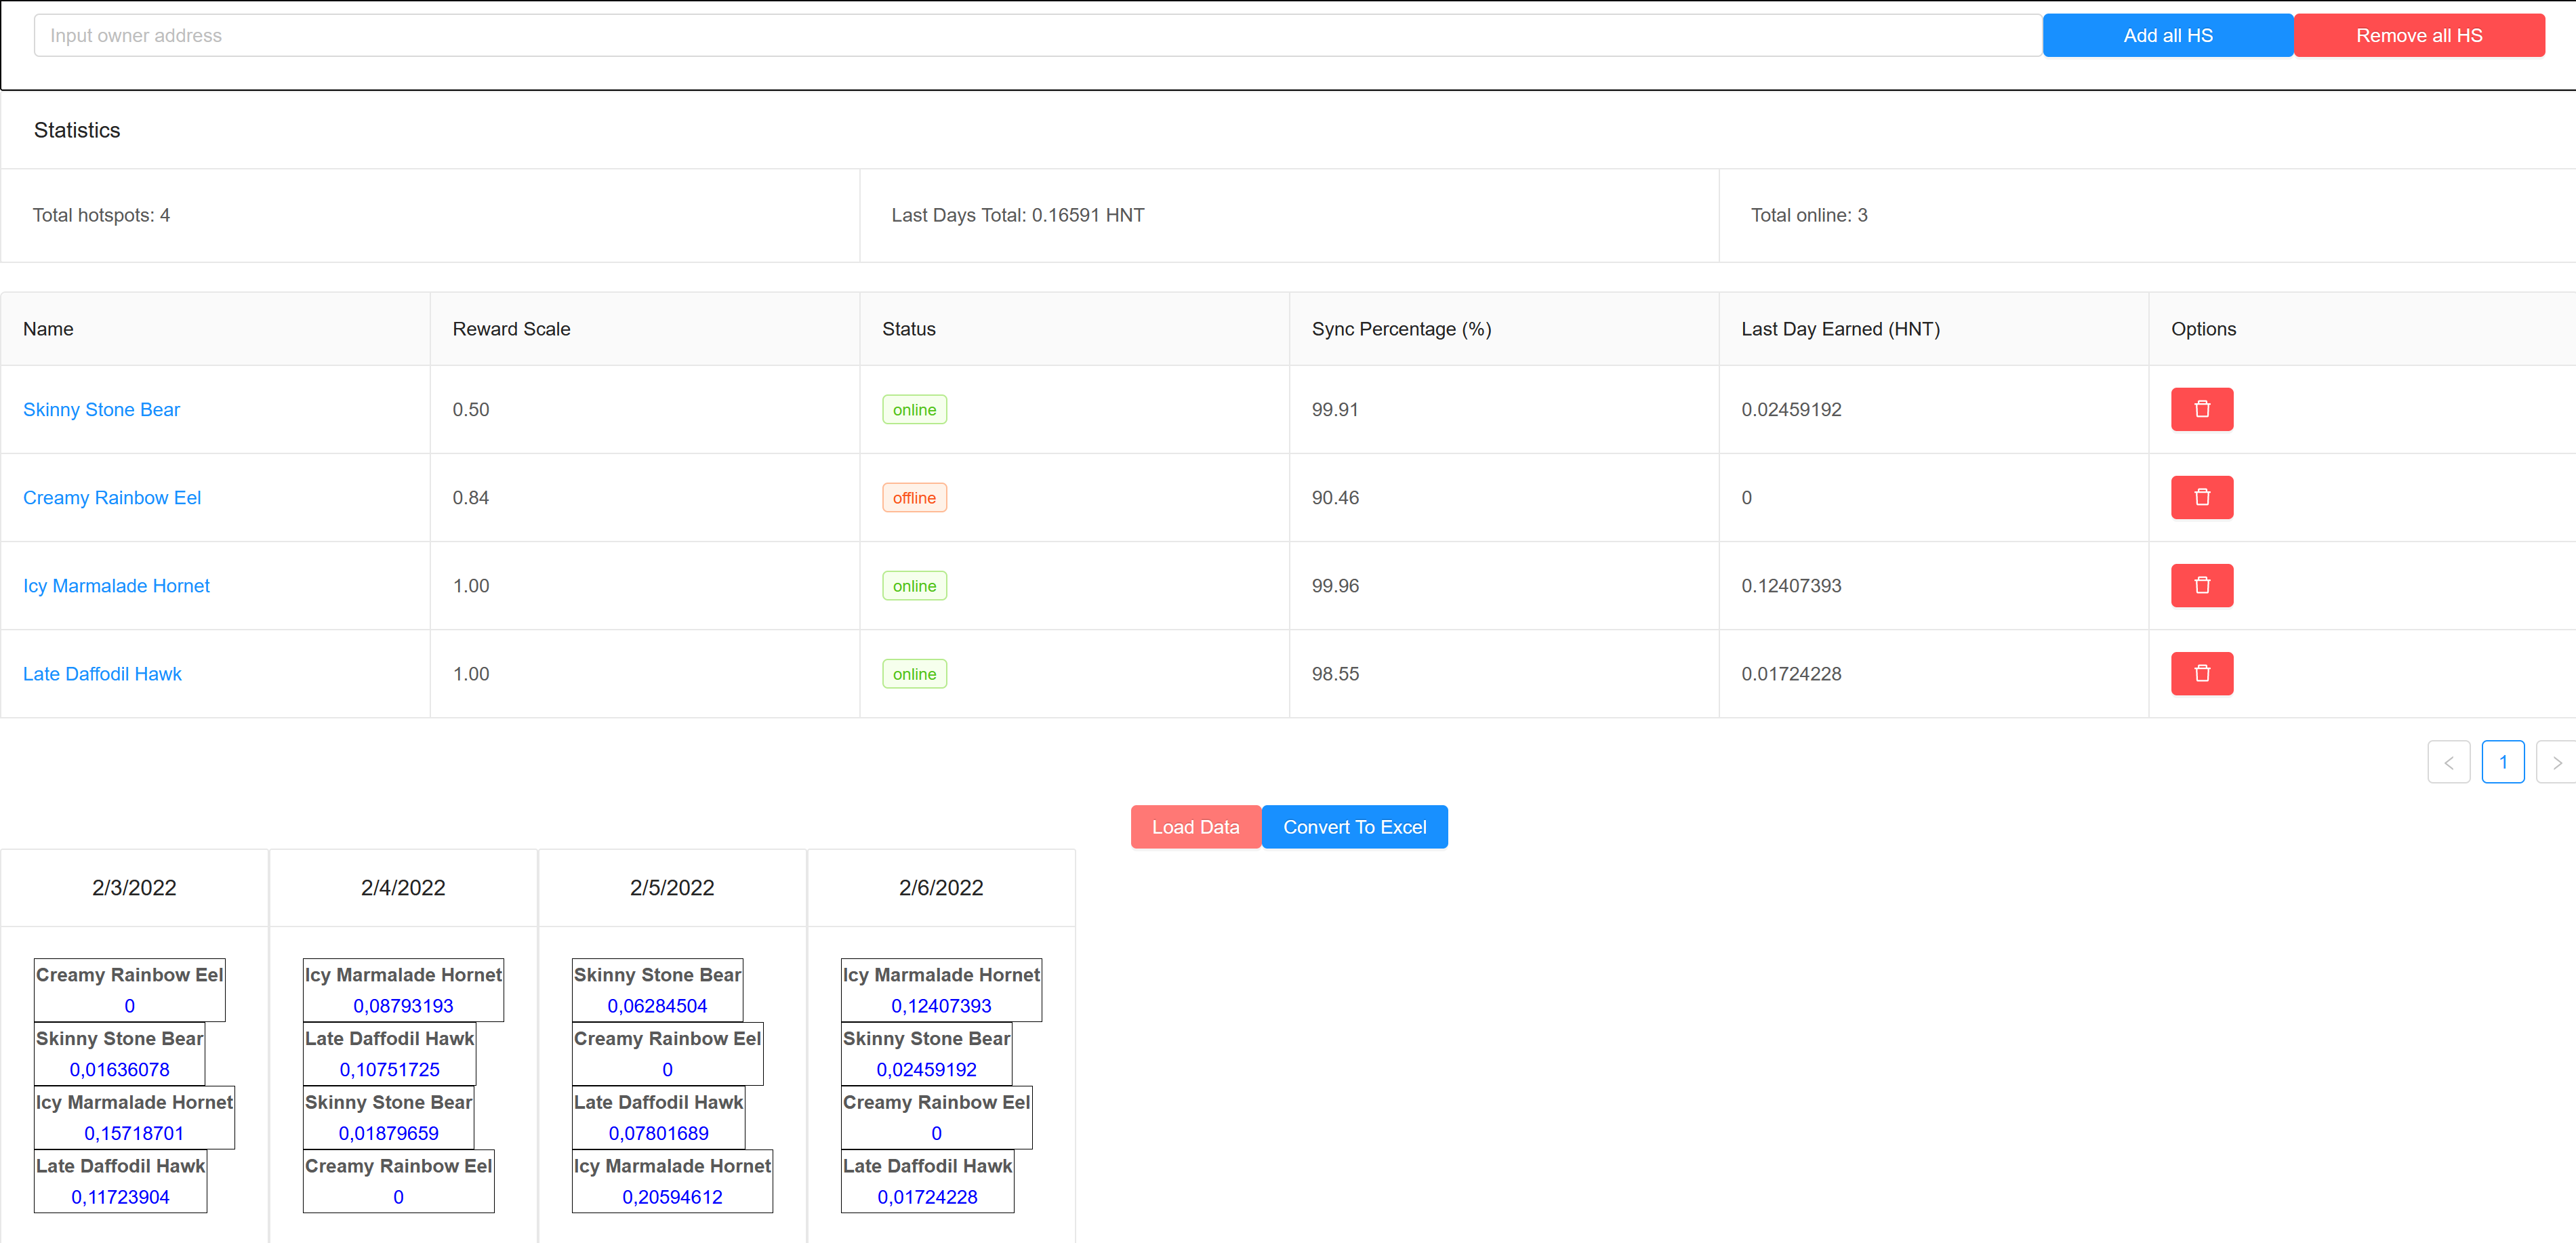 Input owner address
Add all HS
Remove all HS
Statistics
Total hotspots: 4
Last Days Total: 0.16591 HNT
Total online: 3
Name
Reward Scale
Status
Sync Percentage (%)
Last Day Earned (HNT)
Options
Skinny Stone Bear
0.50
online
99.91
0.02459192
Creamy Rainbow Eel
0.84
offline
90.46
0
Icy Marmalade Hornet
1.00
online
99.96
0.12407393
Late Daffodil Hawk
1.00
online
98.55
0.01724228
1
Load Data
Convert To Excel
2/3/2022
Creamy Rainbow Eel
0
Skinny Stone Bear
0,01636078
Icy Marmalade Hornet
0,15718701
Late Daffodil Hawk
0,11723904
2/4/2022
Icy Marmalade Hornet
0,08793193
Late Daffodil Hawk
0,10751725
Skinny Stone Bear
0,01879659
Creamy Rainbow Eel
0
2/5/2022
Skinny Stone Bear
0,06284504
Creamy Rainbow Eel
0
Late Daffodil Hawk
0,07801689
Icy Marmalade Hornet
0,20594612
2/6/2022
Icy Marmalade Hornet
0,12407393
Skinny Stone Bear
0,02459192
Creamy Rainbow Eel
0
Late Daffodil Hawk
0,01724228